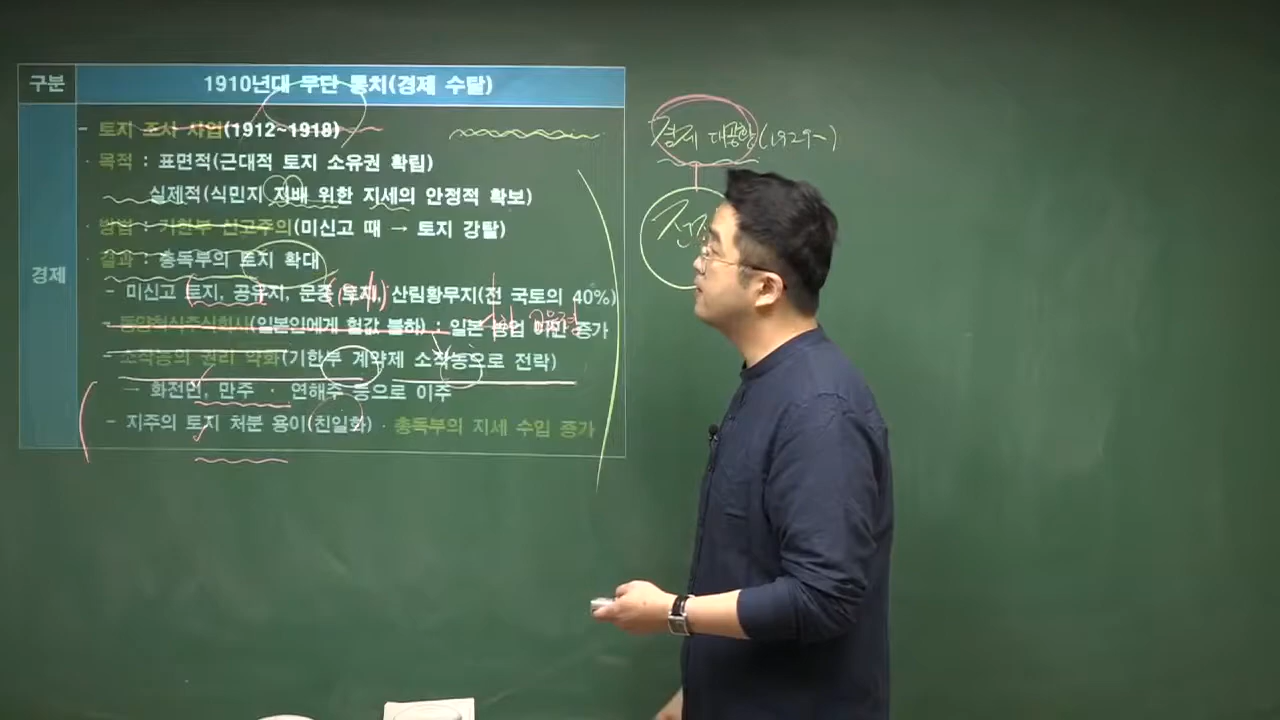 구분
1910년대 무단 통치(경제 수탈)
경제
- 토지 조사 사업(1912~1918)
· 목적 : 표면적(근대적 토지 소유권 확립)
실제적(식민지 지배 위한 지세의 안정적 확보)
· 방법 : 기한부 신고주의(미신고 때 → 토지 강탈)
· 결과 : 총독부의 토지 확대
- 미신고 토지, 공유지, 문중 토지, 산림황무지(전 국토의 40%)
- 동양척식주식회사(일본인에게 헐값 불하) : 일본 농업 이민 증가
- 소작농의 권리 약화(기한부 계약제 소작농으로 전락)
→ 화전민, 만주 · 연해주 등으로 이주
- 지주의 토지 처분 용이(친일화) · 총독부의 지세 수입 증가
경제 대공황 (1929~)